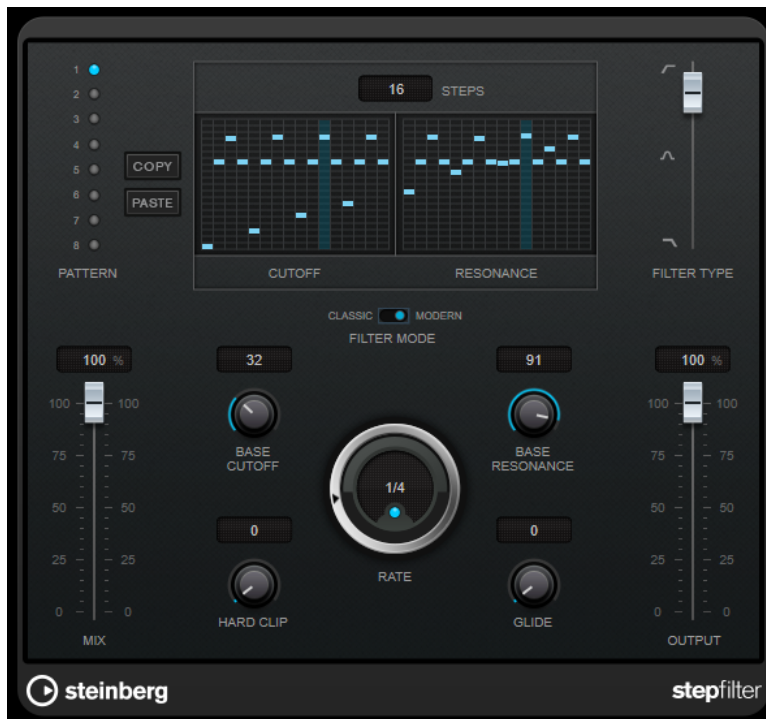 1
2
3
4
5
6
7
8
PATTERN
COPY
PASTE
16 STEPS
CUTOFF
RESONANCE
FILTER TYPE
CLASSIC MODERN
FILTER MODE
100 %
32
91
100 %
100 100
75 75
50 50
25 25
0 0
MIX
BASE
CUTOFF
BASE
RESONANCE
1/4
RATE
0
HARD CLIP
0
GLIDE
100 100
75 75
50 50
25 25
0 0
OUTPUT
steinberg
stepfilter